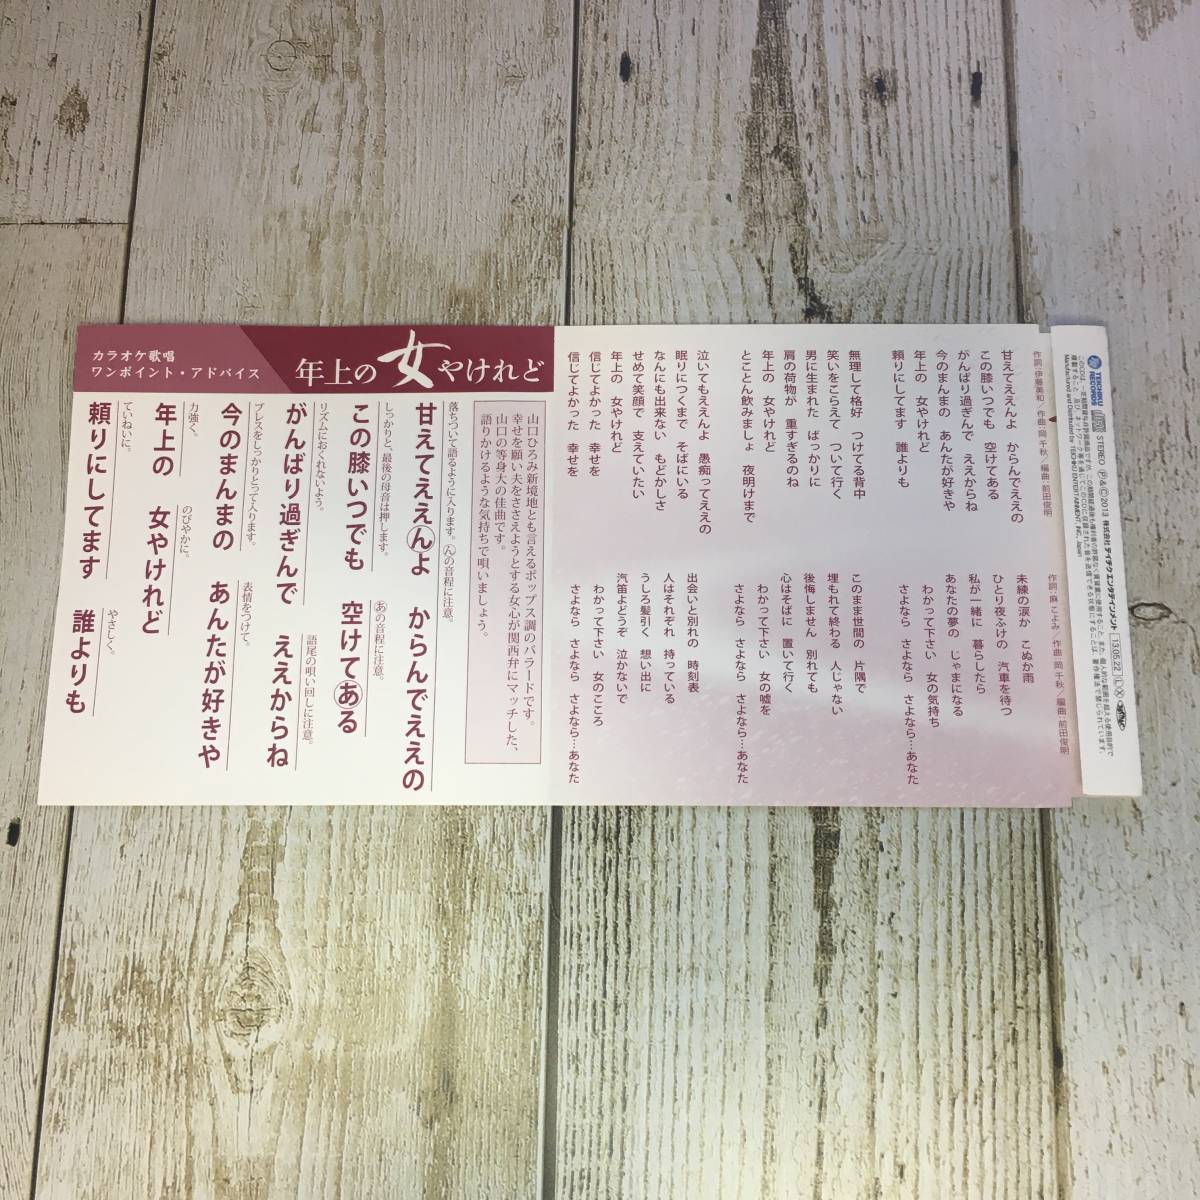 カラオケ歌唱
ワンポイント・アドバイス
年上の女やけれど
山口ひろみ新境地とも言えるポップス調のバラードです。
幸せを願い夫をささえようとする女心が関西弁にマッチした、
山口の等身大の佳曲です。
語りかけるような気持ちで唄いましょう。
落ちついて語るように入ります。
んの音程に注意。
甘えてええんよ からんでええの
しっかりと、最後の母音は押します。
あの音程に注意。
この膝いつでも 空けてある
リズムにおくれないよう。
語尾の唄い回しに注意。
がんばり過ぎんで ええからね
ブレスをしっかりとって入ります。
表情をつけて。
今のまんまの あんたが好きや
力強く。
のびやかに。
年上の 女やけれど
ていねいに。
やさしく。
頼りにしてます 誰よりも
作詞:伊藤美和/作曲:岡 千秋/編曲:前田俊明
甘えてええんよ からんでええの
この膝いつでも 空けてある
がんばり過ぎんで ええからね
今のまんまの あんたが好きや
年上の 女やけれど
頼りにしてます 誰よりも
無理して格好 つけてる背中
笑いをこらえて ついて行く
男に生まれた ばっかりに
肩の荷物が 重すぎるのね
年上の 女やけれど
とことん飲みましょ 夜明けまで
泣いてもええんよ 愚痴ってええの
眠りにつくまで そばにいる
なんにも出来ない もどかしさ
せめて笑顔で 支えていたい
年上の 女やけれど
信じてよかった 幸せを
信じてよかった 幸せを
作詞:麻 こよみ/作曲:岡 千秋/編曲:前田俊明
未練の涙か こぬか雨
ひとり夜ふけの 汽車を待つ
私が一緒に 暮らしたら
あなたの夢の じゃまになる
わかって下さい 女の気持ち
さよなら さよなら さよなら…あなた
このまま世間の 片隅で
埋もれて終わる 人じゃない
後悔しません 別れても
心はそばに 置いて行く
わかって下さい 女の嘘を
さよなら さよなら さよなら…あなた
出会いと別れの 時刻表
人はそれぞれ 持っている
うしろ髪引く 想い出に
汽笛よどうぞ 泣かないで
わかって下さい 女のこころ
さよなら さよなら さよなら…あなた
TEICHIKU RECORDS STEREO Ⓟ&©2013 株式会社 テイチクエンタテインメント 13.05.22 Ⓛ Ⓧ
Manufactured and Distributed by TEICHIKU ENTERTAINMENT, INC., Japan